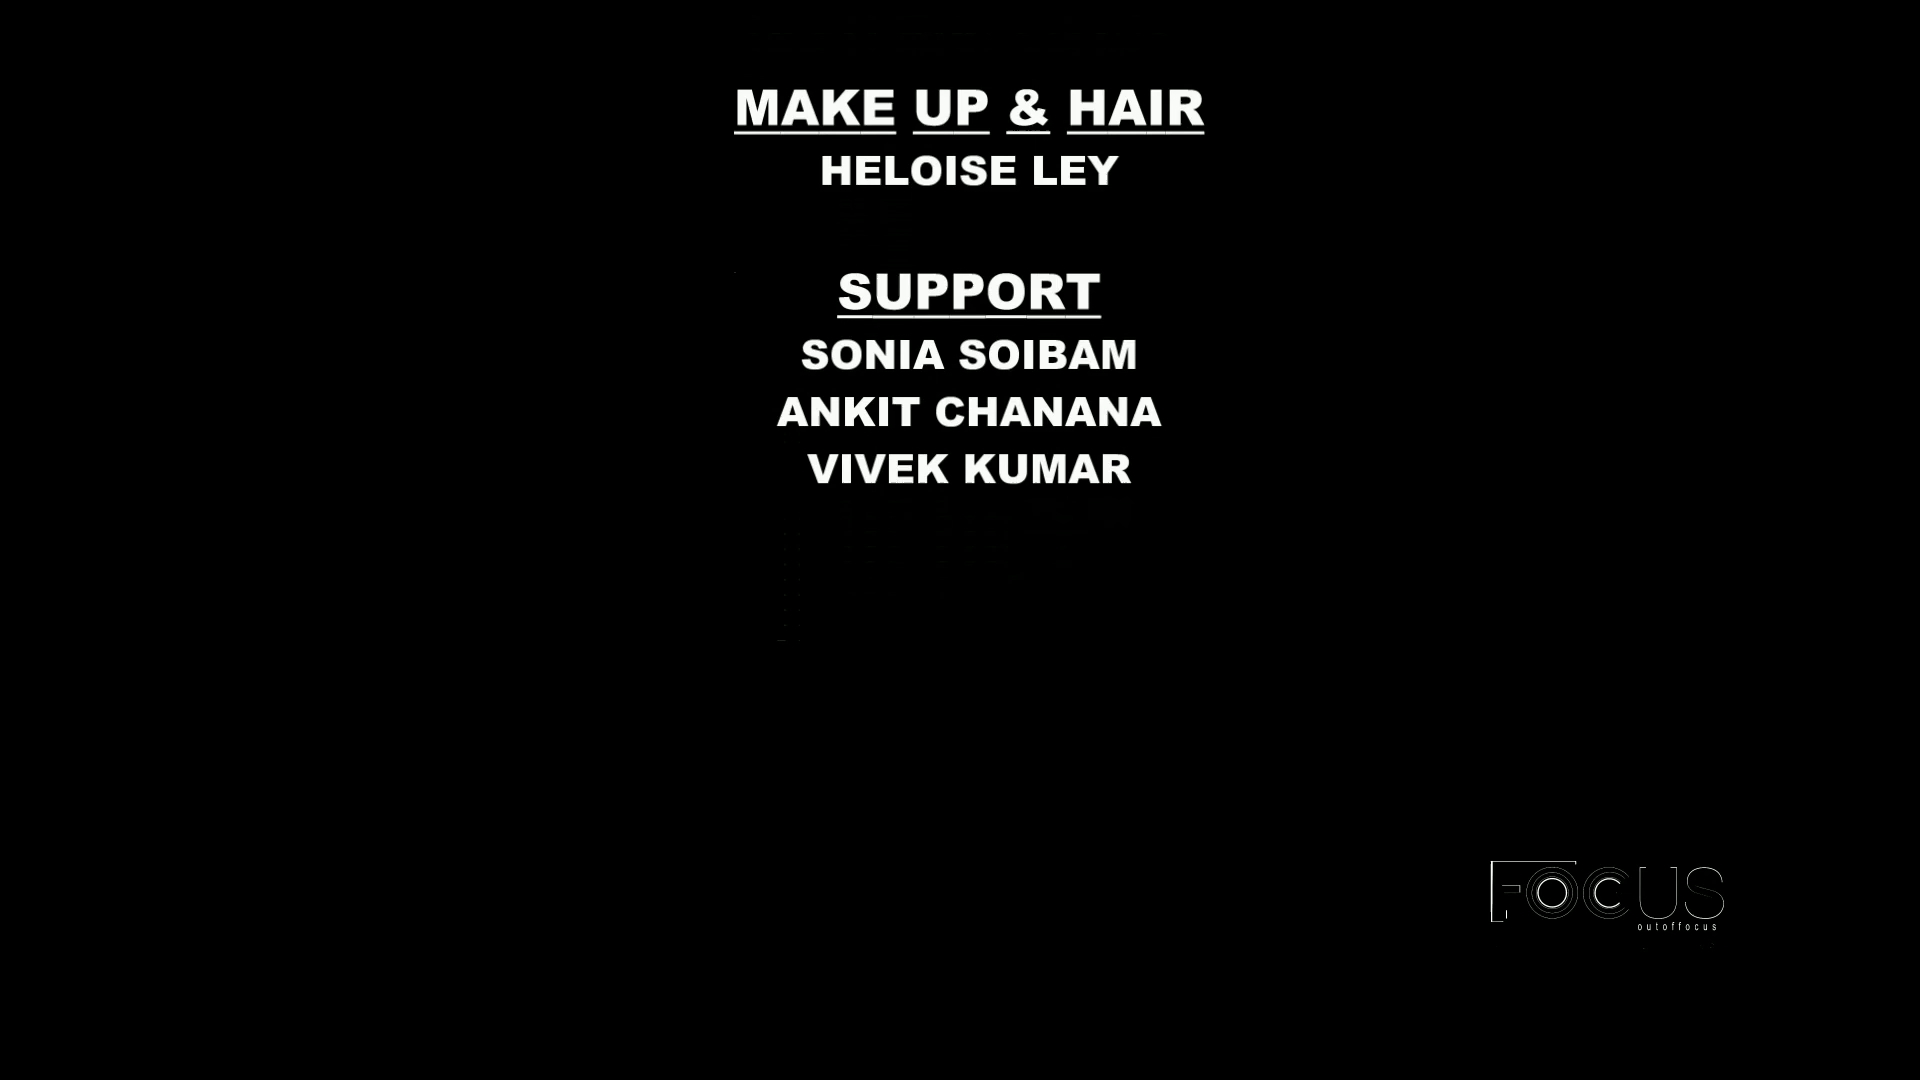 MAKE UP & HAIR
HELOISE LEY
SUPPORT
SONIA SOIBAM
ANKIT CHANANA
VIVEK KUMAR
FOCUS
outoffocus